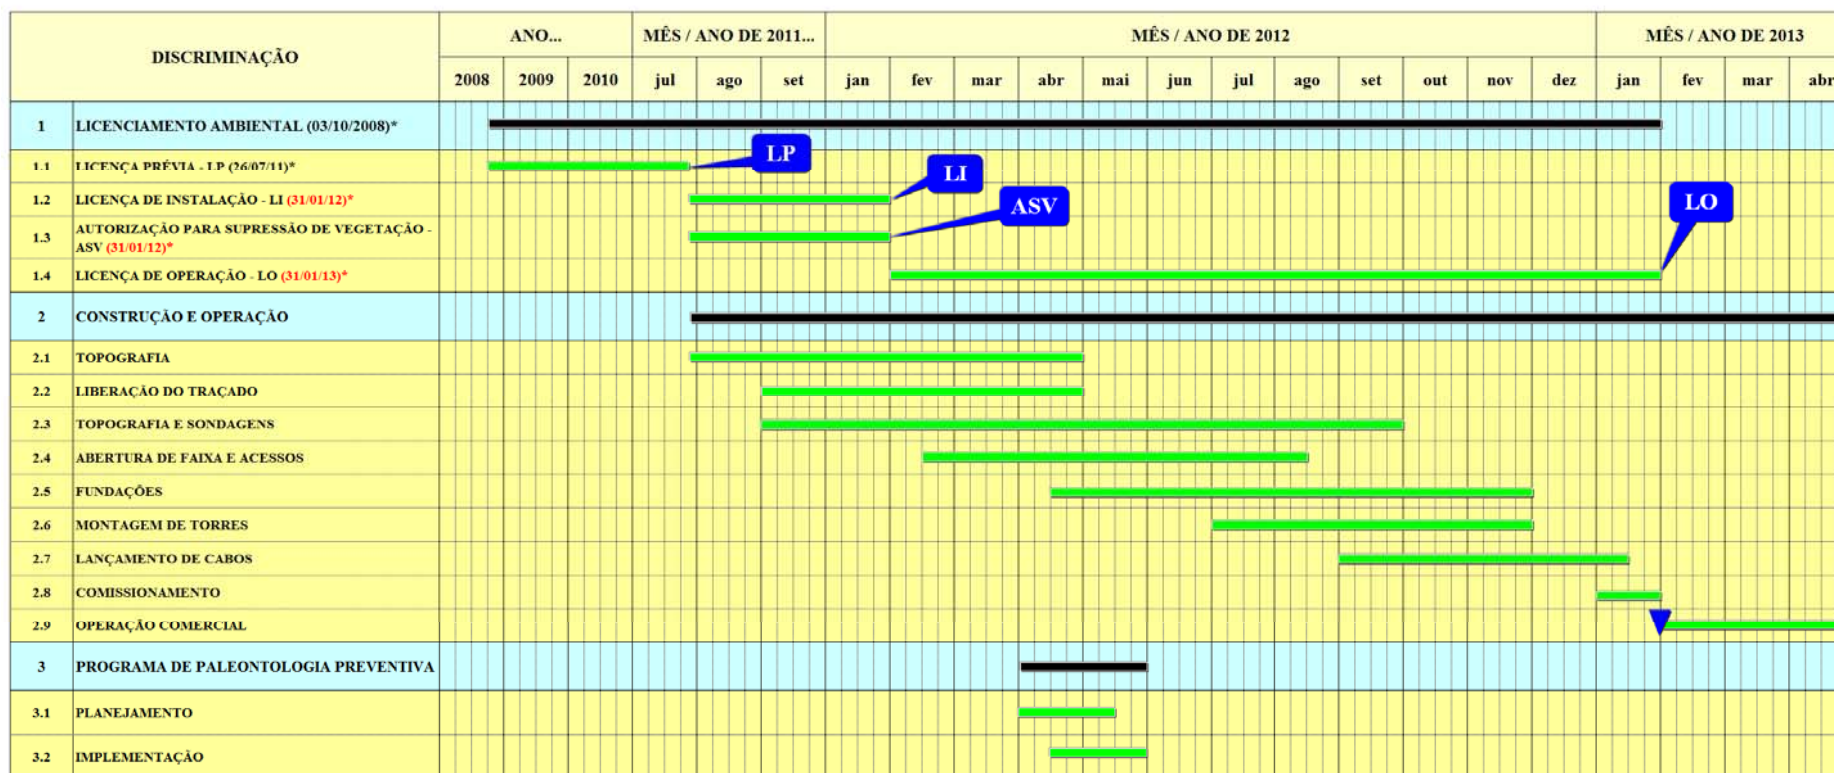 DISCRIMINAÇÃO
ANO...
MÊS / ANO DE 2011...
MÊS / ANO DE 2012
MÊS / ANO DE 2013
2008 2009 2010 jul ago set jan fev mar abr mai jun jul ago set out nov dez jan fev mar abr
1 LICENCIAMENTO AMBIENTAL (03/10/2008)*
1.1 LICENÇA PRÉVIA - LP (26/07/11)*
LP
1.2 LICENÇA DE INSTALAÇÃO - LI (31/01/12)*
LI
1.3 AUTORIZAÇÃO PARA SUPRESSÃO DE VEGETAÇÃO -
ASV (31/01/12)*
ASV
1.4 LICENÇA DE OPERAÇÃO - LO (31/01/13)*
LO
2 CONSTRUÇÃO E OPERAÇÃO
2.1 TOPOGRAFIA
2.2 LIBERAÇÃO DO TRAÇADO
2.3 TOPOGRAFIA E SONDAGENS
2.4 ABERTURA DE FAIXA E ACESSOS
2.5 FUNDAÇÕES
2.6 MONTAGEM DE TORRES
2.7 LANÇAMENTO DE CABOS
2.8 COMISSIONAMENTO
2.9 OPERAÇÃO COMERCIAL
3 PROGRAMA DE PALEONTOLOGIA PREVENTIVA
3.1 PLANEJAMENTO
3.2 IMPLEMENTAÇÃO